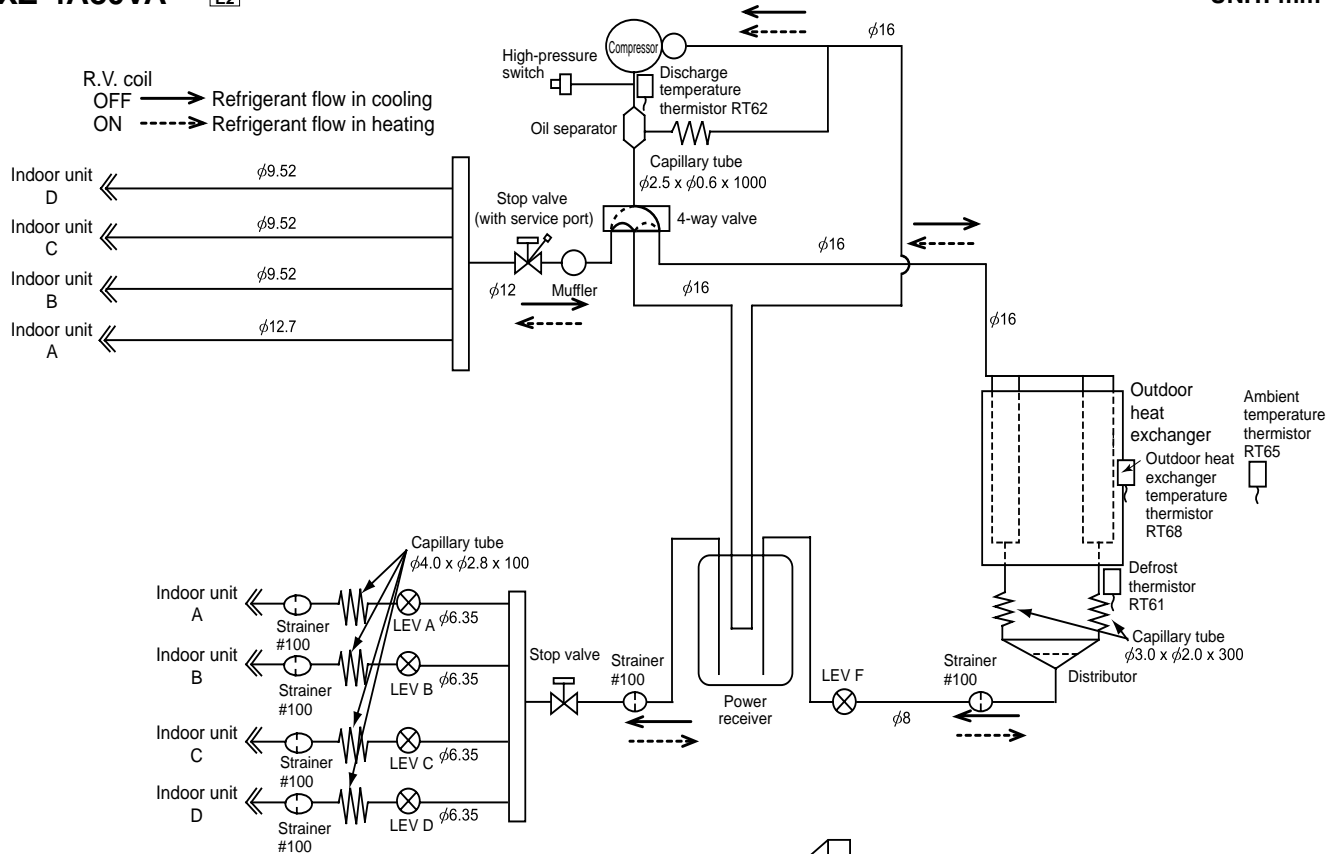 E2
R.V. coil
OFF
Refrigerant flow in cooling
ON
Refrigerant flow in heating
Compressor
High-pressure
switch
Discharge
temperature
thermistor RT62
Oil separator
Capillary tube
ϕ2.5 x ϕ0.6 x 1000
ϕ16
Indoor unit
D
ϕ9.52
Indoor unit
C
ϕ9.52
Indoor unit
B
ϕ9.52
Indoor unit
A
ϕ12.7
Stop valve
(with service port)
4-way valve
ϕ12
Muffler
ϕ16
ϕ16
ϕ16
Outdoor
heat
exchanger
Ambient
temperature
thermistor
RT65
Outdoor heat
exchanger
temperature
thermistor
RT68
Defrost
thermistor
RT61
Capillary tube
ϕ3.0 x ϕ2.0 x 300
Distributor
Capillary tube
ϕ4.0 x ϕ2.8 x 100
Indoor unit
A
Strainer
#100
LEV A
ϕ6.35
Indoor unit
B
Strainer
#100
LEV B
ϕ6.35
Indoor unit
C
Strainer
#100
LEV C
ϕ6.35
Indoor unit
D
Strainer
#100
LEV D
ϕ6.35
Stop valve
Strainer
#100
Power
receiver
LEV F
ϕ8
Strainer
#100